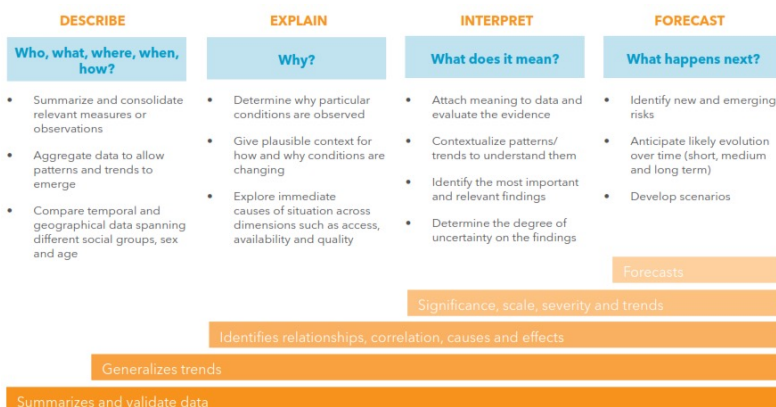 DESCRIBE
Who, what, where, when,
how?
• Summarize and consolidate
relevant measures or
observations
• Aggregate data to allow
patterns and trends to
emerge
• Compare temporal and
geographical data spanning
different social groups, sex
and age
EXPLAIN
Why?
• Determine why particular
conditions are observed
• Give plausible context for
how and why conditions are
changing
• Explore immediate
causes of situation across
dimensions such as access,
availability and quality
INTERPRET
What does it mean?
• Attach meaning to data and
evaluate the evidence
• Contextualize patterns/
trends to understand them
• Identify the most important
and relevant findings
• Determine the degree of
uncertainty on the findings
FORECAST
What happens next?
• Identify new and emerging
risks
• Anticipate likely evolution
over time (short, medium
and long term)
• Develop scenarios
Forecasts
Significance, scale, severity and trends
Identifies relationships, correlation, causes and effects
Generalizes trends
Summarizes and validate data